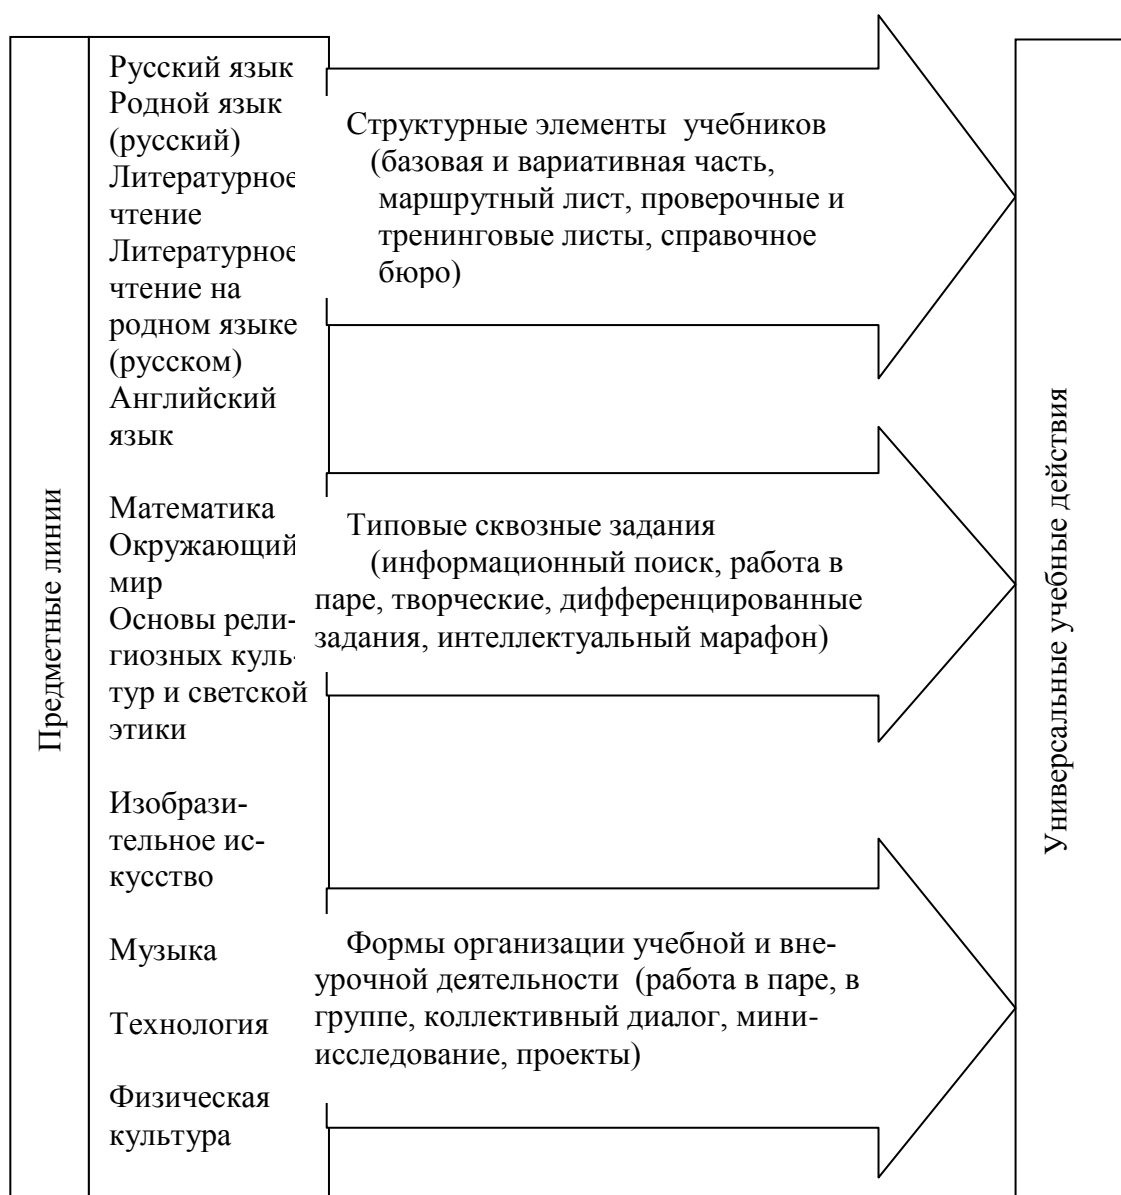 Предметные линии
Русский язык
Родной язык
(русский)
Литературное
чтение
Литературное
чтение на
родном языке
(русском)
Английский
язык
Математика
Окружающий
мир
Основы рели-
гиозных куль-
тур и светской
этики
Изобрази-
тельное ис-
кусство
Музыка
Технология
Физическая
культура
Структурные элементы учебников
(базовая и вариативная часть,
маршрутный лист, проверочные и
тренинговые листы, справочное
бюро)
Типовые сквозные задания
(информационный поиск, работа в
паре, творческие, дифференцированные
задания, интеллектуальный марафон)
Формы организации учебной и вне-
урочной деятельности (работа в паре, в
группе, коллективный диалог, мини-
исследование, проекты)
Универсальные учебные действия